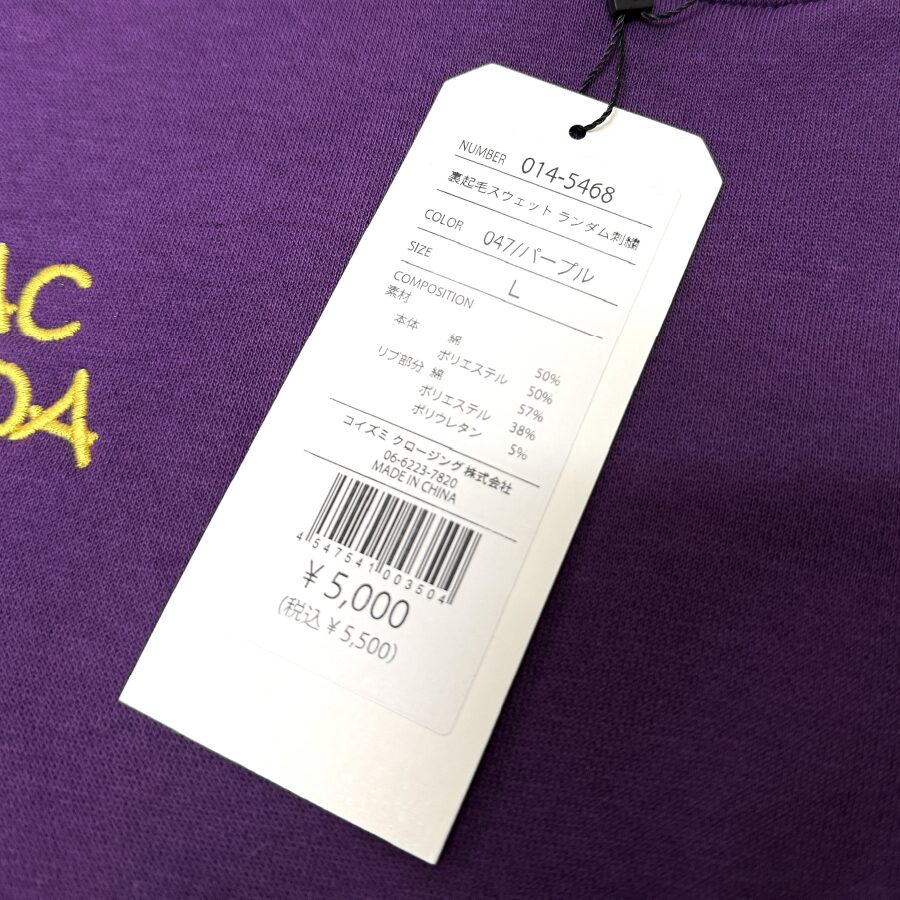 NUMBER 014-5468
裏起毛スウェット ランダム刺繍
COLOR 047//パープル
SIZE L
COMPOSITION
素材
本体 綿 50%
ポリエステル 50%
リブ部分 綿 57%
ポリエステル 38%
ポリウレタン 5%
コイズミ クロージング株式会社
06-6223-7820
MADE IN CHINA
4 547541 003504
¥5,000
(税込 ¥5,500)